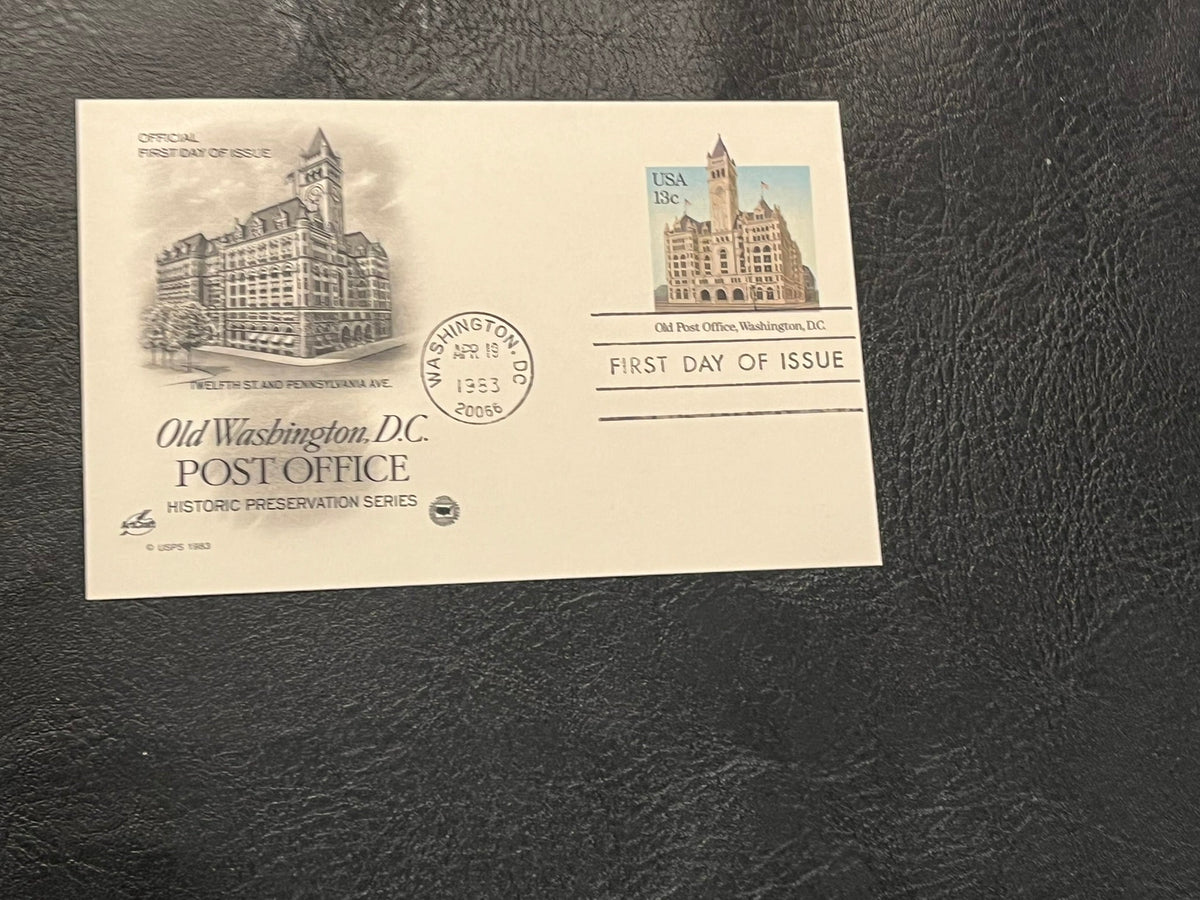 OFFICIAL
FIRST DAY OF ISSUE
TWELFTH ST. AND PENNSYLVANIA AVE.
Old Washington, D.C.
POST OFFICE
HISTORIC PRESERVATION SERIES
ArtCraft
© USPS 1983
WASHINGTON, DC
APR 19
1983
20066
USA
13c
Old Post Office, Washington, D.C.
FIRST DAY OF ISSUE